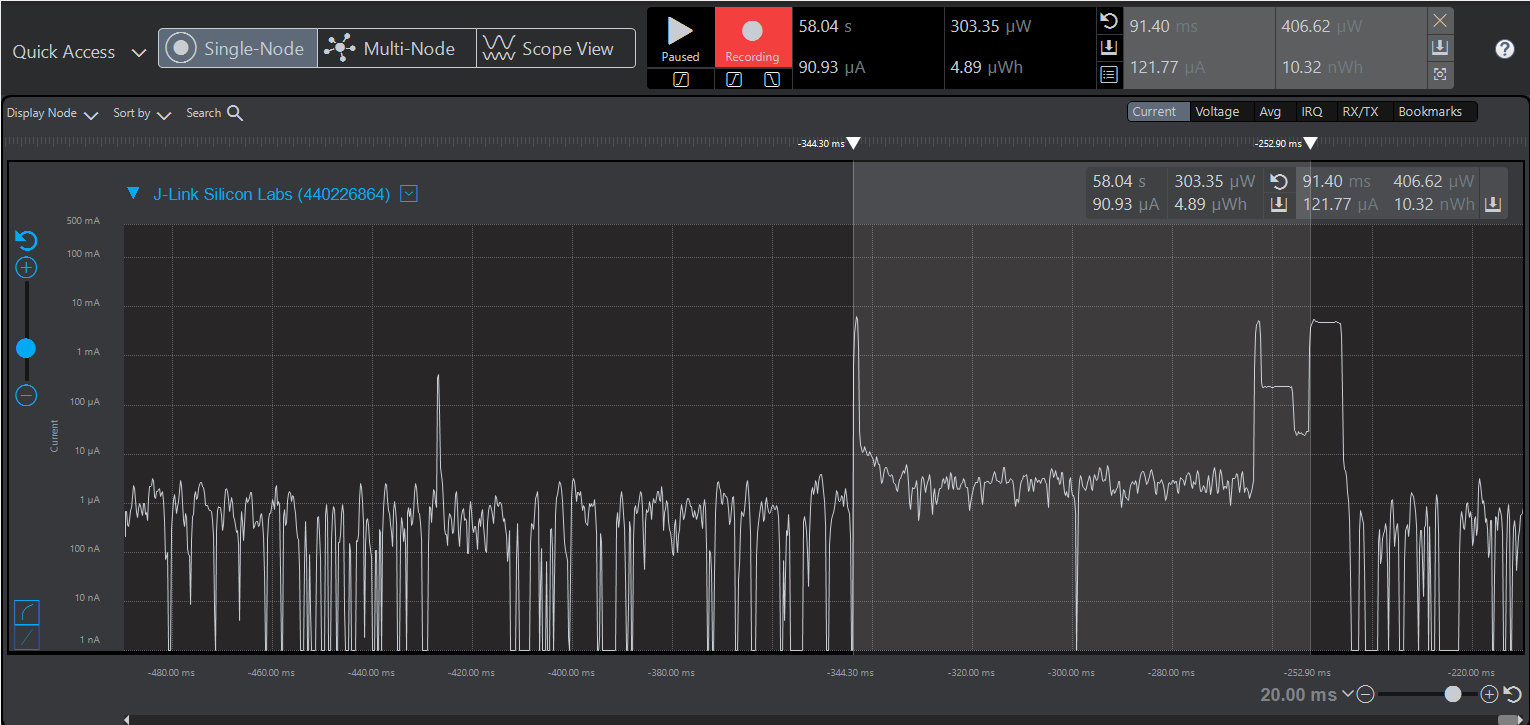 Quick Access
Single-Node
Multi-Node
Scope View
Paused
Recording
58.04 s
303.35 µW
90.93 µA
4.89 µWh
91.40 ms
406.62 µW
121.77 µA
10.32 nWh
?
Display Node
Sort by
Search
Current
Voltage
Avg
IRQ
RX/TX
Bookmarks
-344.30 ms
-252.90 ms
J-Link Silicon Labs (440226864)
58.04 s
303.35 µW
91.40 ms
406.62 µW
90.93 µA
4.89 µWh
121.77 µA
10.32 nWh
500 mA
100 mA
10 mA
1 mA
100 µA
10 µA
1 µA
100 nA
10 nA
1 nA
Current
-480.00 ms
-460.00 ms
-440.00 ms
-420.00 ms
-400.00 ms
-380.00 ms
-344.30 ms
-320.00 ms
-300.00 ms
-280.00 ms
-252.90 ms
-220.00 ms
20.00 ms